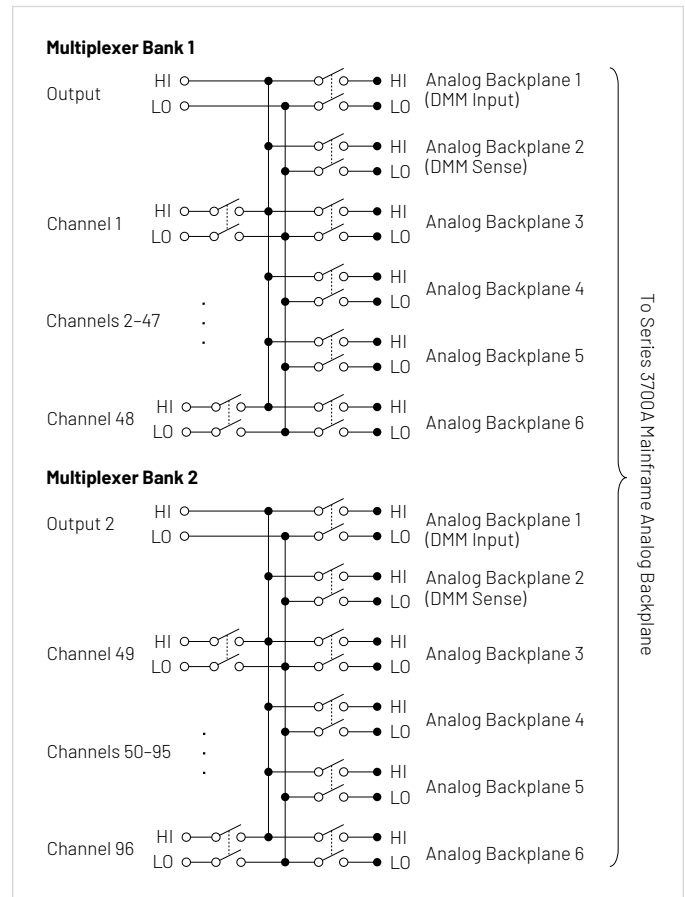 Multiplexer Bank 1
Output
HI
LO
HI
LO
Analog Backplane 1
(DMM Input)
HI
LO
Analog Backplane 2
(DMM Sense)
Channel 1
HI
LO
HI
LO
Analog Backplane 3
HI
LO
Analog Backplane 4
Channels 2–47
HI
LO
Analog Backplane 5
Channel 48
HI
LO
HI
LO
Analog Backplane 6
Multiplexer Bank 2
Output 2
HI
LO
HI
LO
Analog Backplane 1
(DMM Input)
HI
LO
Analog Backplane 2
(DMM Sense)
Channel 49
HI
LO
HI
LO
Analog Backplane 3
HI
LO
Analog Backplane 4
Channels 50–95
HI
LO
Analog Backplane 5
Channel 96
HI
LO
HI
LO
Analog Backplane 6
To Series 3700A Mainframe Analog Backplane